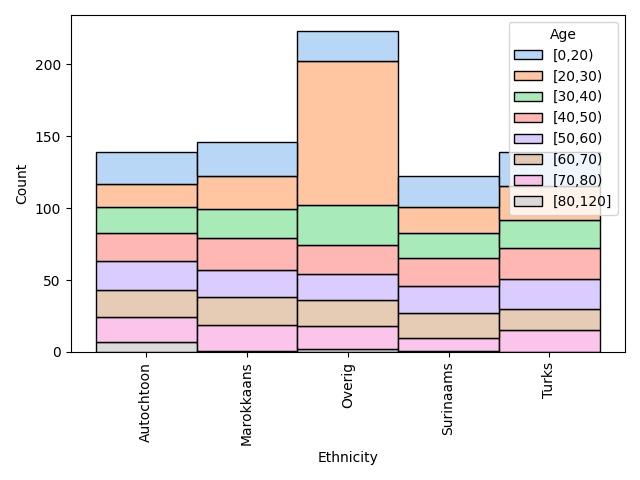 Age
[0,20)
[20,30)
[30,40)
[40,50)
[50,60)
[60,70)
[70,80)
[80,120]
200
150
100
50
0
Count
Autochtoon
Marokkaans
Overig
Surinaams
Turks
Ethnicity